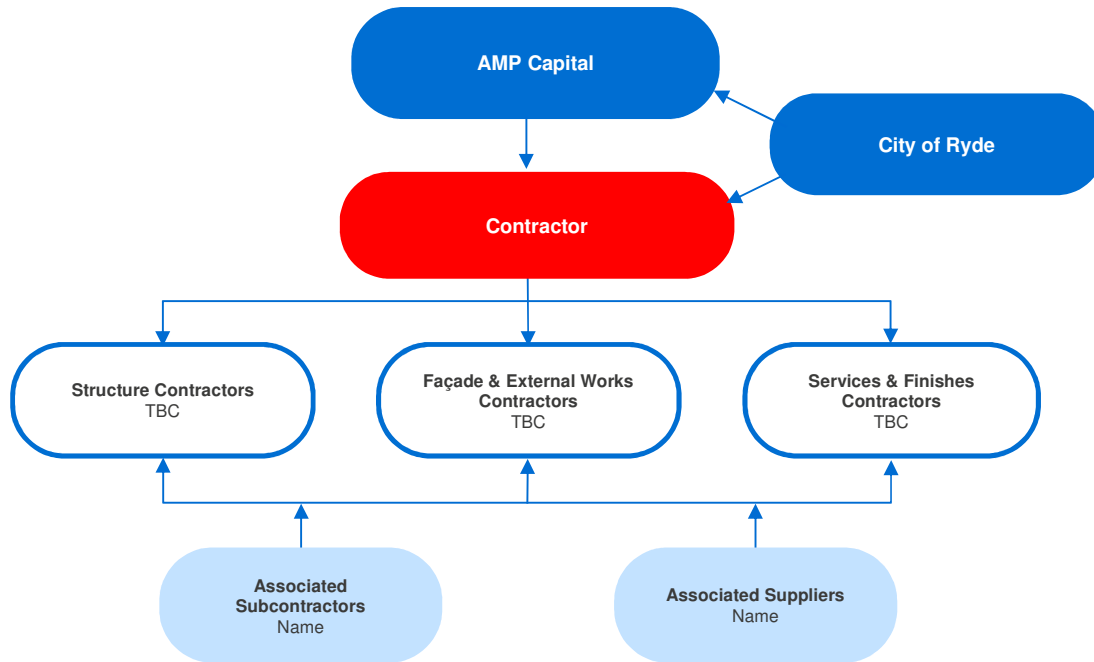 AMP Capital
City of Ryde
Contractor
Structure Contractors
TBC
Façade & External Works
Contractors
TBC
Services & Finishes
Contractors
TBC
Associated
Subcontractors
Name
Associated Suppliers
Name